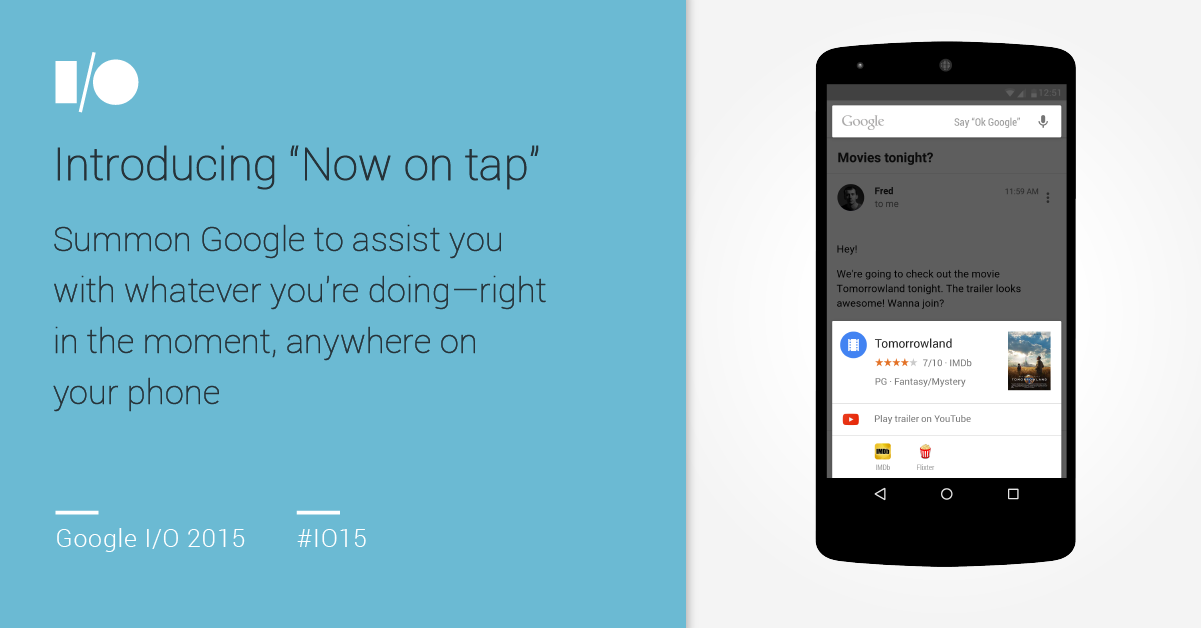 I/O
Introducing “Now on tap”
Summon Google to assist you
with whatever you’re doing—right
in the moment, anywhere on
your phone
Google I/O 2015
#IO15
12:51
Google
Say “Ok Google”
Movies tonight?
Fred
11:59 AM
to me
Hey!
We're going to check out the movie
Tomorrowland tonight. The trailer looks
awesome! Wanna join?
Tomorrowland
7/10 · IMDb
PG · Fantasy/Mystery
TOMORROWLAND
Play trailer on YouTube
IMDb
IMDb
Flixter